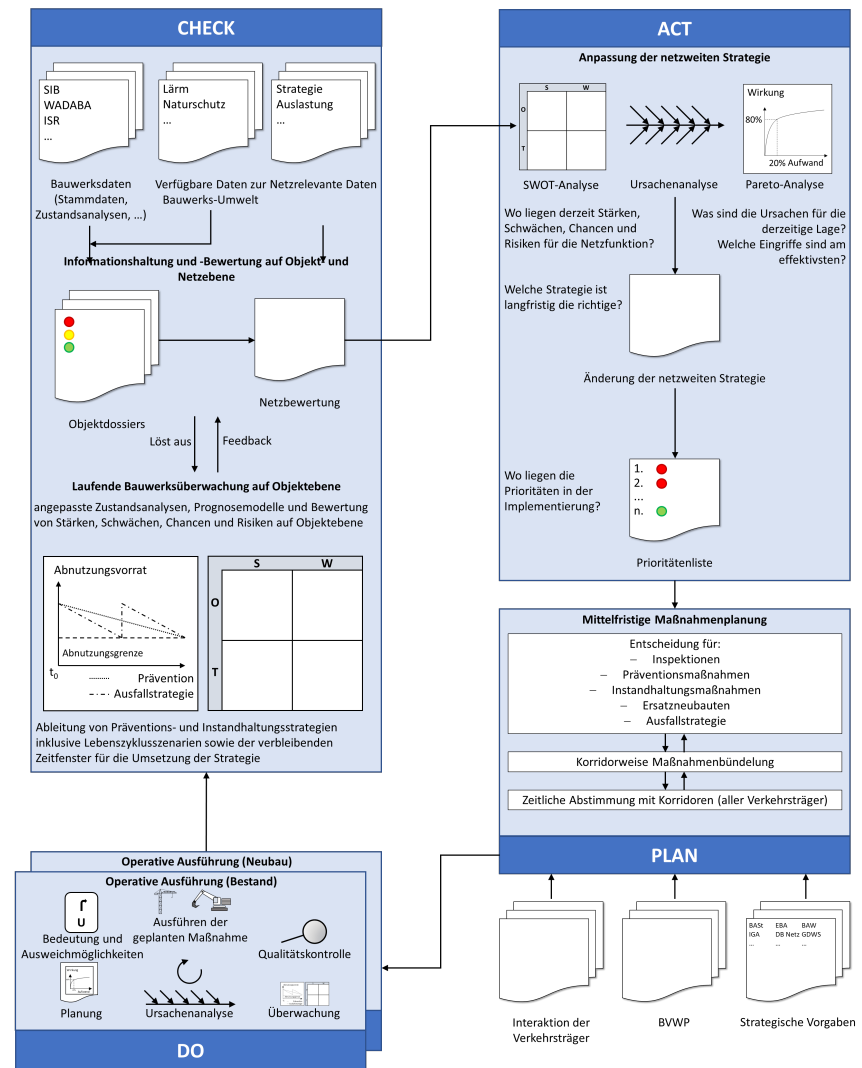 CHECK
SIB
WADABA
ISR
...
Lärm
Naturschutz
...
Strategie
Auslastung
...
Bauwerksdaten
(Stammdaten,
Zustandsanalysen, ...)
Verfügbare Daten zur
Bauwerks-Umwelt
Netzrelevante Daten
Informationshaltung und -Bewertung auf Objekt- und
Netzebene
Objektdossiers
Netzbewertung
Löst aus
Feedback
Laufende Bauwerksüberwachung auf Objektebene
angepasste Zustandsanalysen, Prognosemodelle und Bewertung
von Stärken, Schwächen, Chancen und Risiken auf Objektebene
Abnutzungsvorrat
Abnutzungsgrenze
t0
Prävention
Ausfallstrategie
S W
O
T
Ableitung von Präventions- und Instandhaltungsstrategien
inklusive Lebenszyklusszenarien sowie der verbleibenden
Zeitfenster für die Umsetzung der Strategie
ACT
Anpassung der netzweiten Strategie
S W
O
T
SWOT-Analyse
Ursachenanalyse
Wirkung
80%
20% Aufwand
Pareto-Analyse
Wo liegen derzeit Stärken,
Schwächen, Chancen und
Risiken für die Netzfunktion?
Was sind die Ursachen für die
derzeitige Lage?
Welche Eingriffe sind am
effektivsten?
Welche Strategie ist
langfristig die richtige?
Änderung der netzweiten Strategie
Wo liegen die
Prioritäten in der
Implementierung?
1.
2.
...
n.
Prioritätenliste
Mittelfristige Maßnahmenplanung
Entscheidung für:
– Inspektionen
– Präventionsmaßnahmen
– Instandhaltungsmaßnahmen
– Ersatzneubauten
– Ausfallstrategie
Korridorweise Maßnahmenbündelung
Zeitliche Abstimmung mit Korridoren (aller Verkehrsträger)
PLAN
Interaktion der
Verkehrsträger
BVWP
BASt EBA BAW
IGA DB Netz GDWS
... ... ...
Strategische Vorgaben
Operative Ausführung (Neubau)
Operative Ausführung (Bestand)
U
Bedeutung und
Ausweichmöglichkeiten
Ausführen der
geplanten Maßnahme
Qualitätskontrolle
Wirkung
Aufwand
Planung
Ursachenanalyse
Überwachung
DO